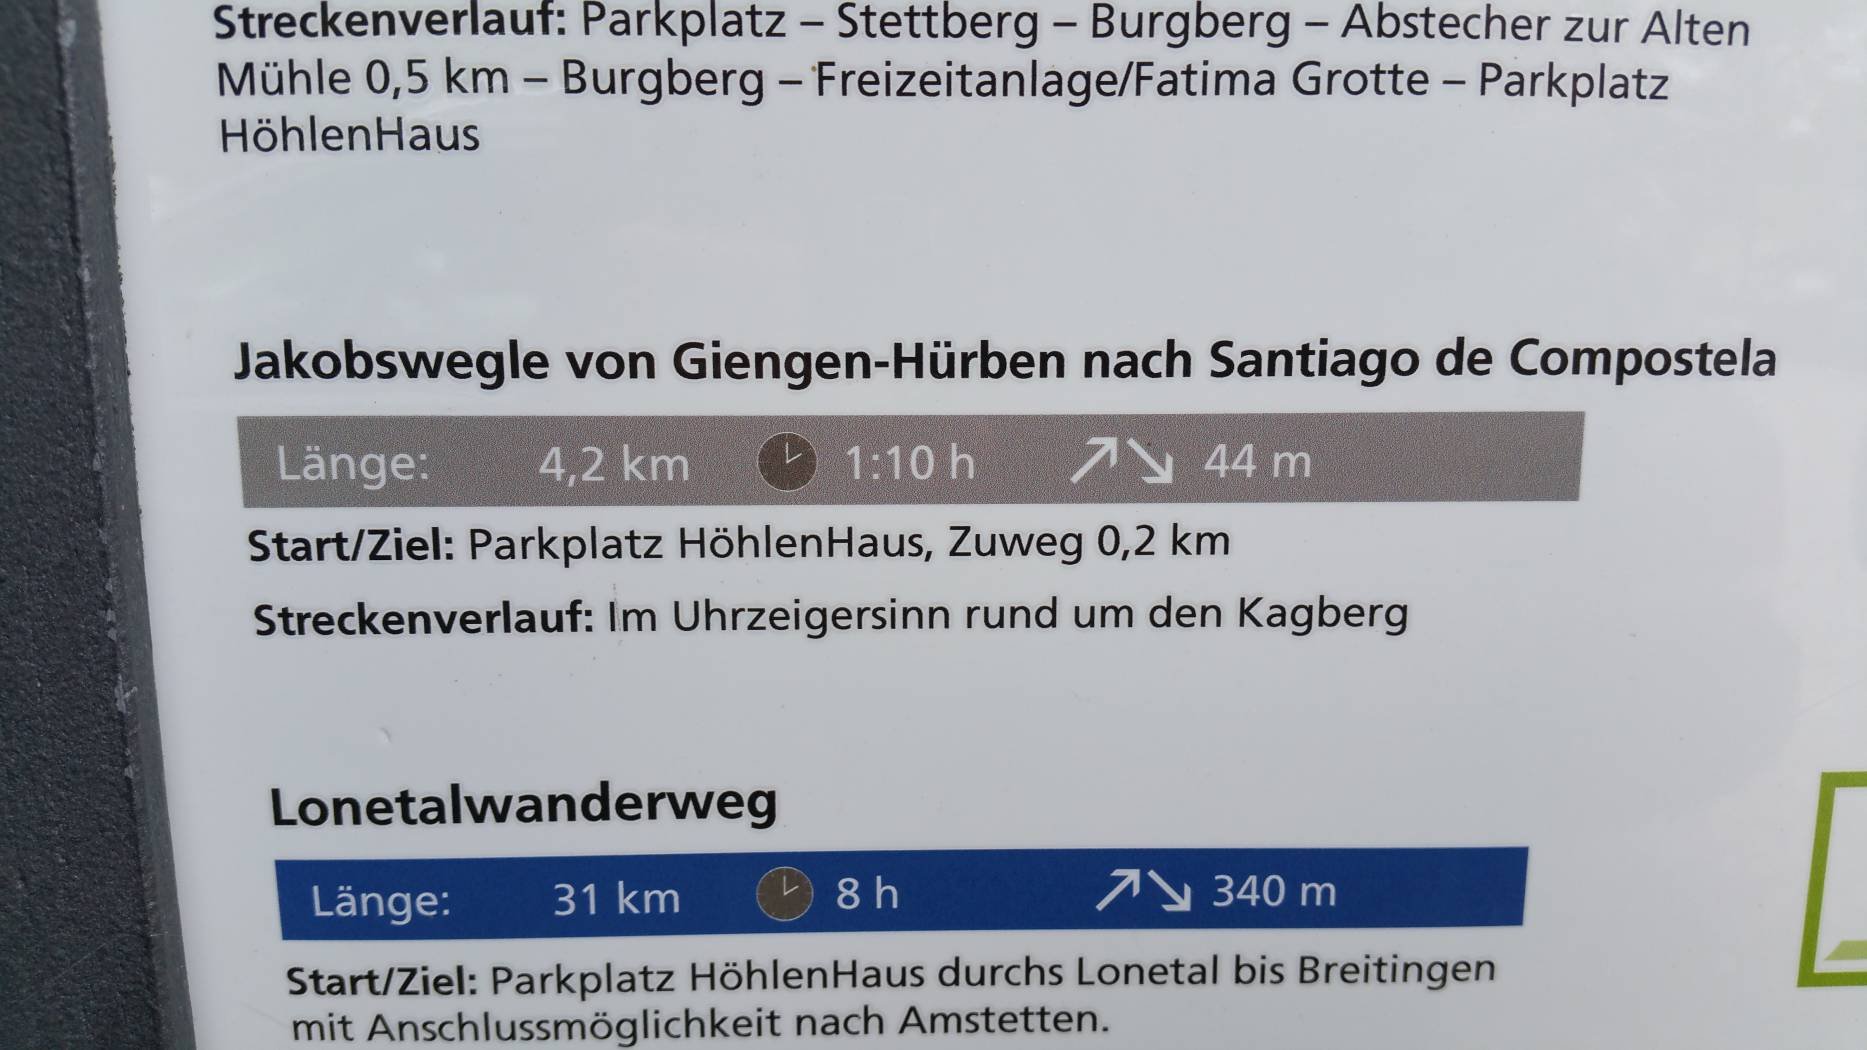 Streckenverlauf: Parkplatz – Stettberg – Burgberg – Abstecher zur Alten
Mühle 0,5 km – Burgberg – Freizeitanlage/Fatima Grotte – Parkplatz
HöhlenHaus
Jakobswegle von Giengen-Hürben nach Santiago de Compostela
Länge: 4,2 km 1:10 h 44 m
Start/Ziel: Parkplatz HöhlenHaus, Zuweg 0,2 km
Streckenverlauf: Im Uhrzeigersinn rund um den Kagberg
Lonetalwanderweg
Länge: 31 km 8 h 340 m
Start/Ziel: Parkplatz HöhlenHaus durchs Lonetal bis Breitingen
mit Anschlussmöglichkeit nach Amstetten.